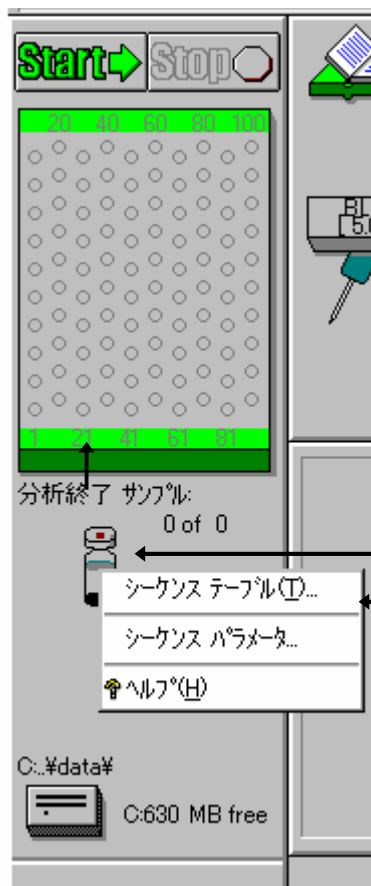 Start Stop
20 40 60 80 100
1 21 41 61 81
分析終了 サンプル:
0 of 0
シーケンス テーブル(T)...
シーケンス パラメータ...
ヘルプ(H)
C:..¥data¥
C:630 MB free